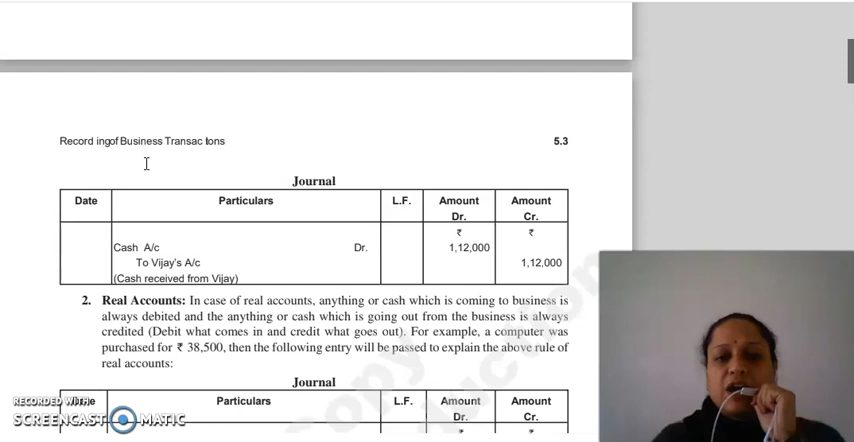 Record ingof Business Transac tons 5.3
Journal
Date Particulars L.F. Amount Amount
Dr. Cr.
₹ ₹
Cash A/c Dr. 1,12,000
To Vijay's A/c 1,12,000
(Cash received from Vijay)
2. Real Accounts: In case of real accounts, anything or cash which is coming to business is
always debited and the anything or cash which is going out from the business is always
credited (Debit what comes in and credit what goes out). For example, a computer was
purchased for ₹ 38,500, then the following entry will be passed to explain the above rule of
real accounts:
Journal
Particulars L.F. Amount Amount
Dr. Cr.
RECORDED WITH
SCREENCAST MATIC
Copy